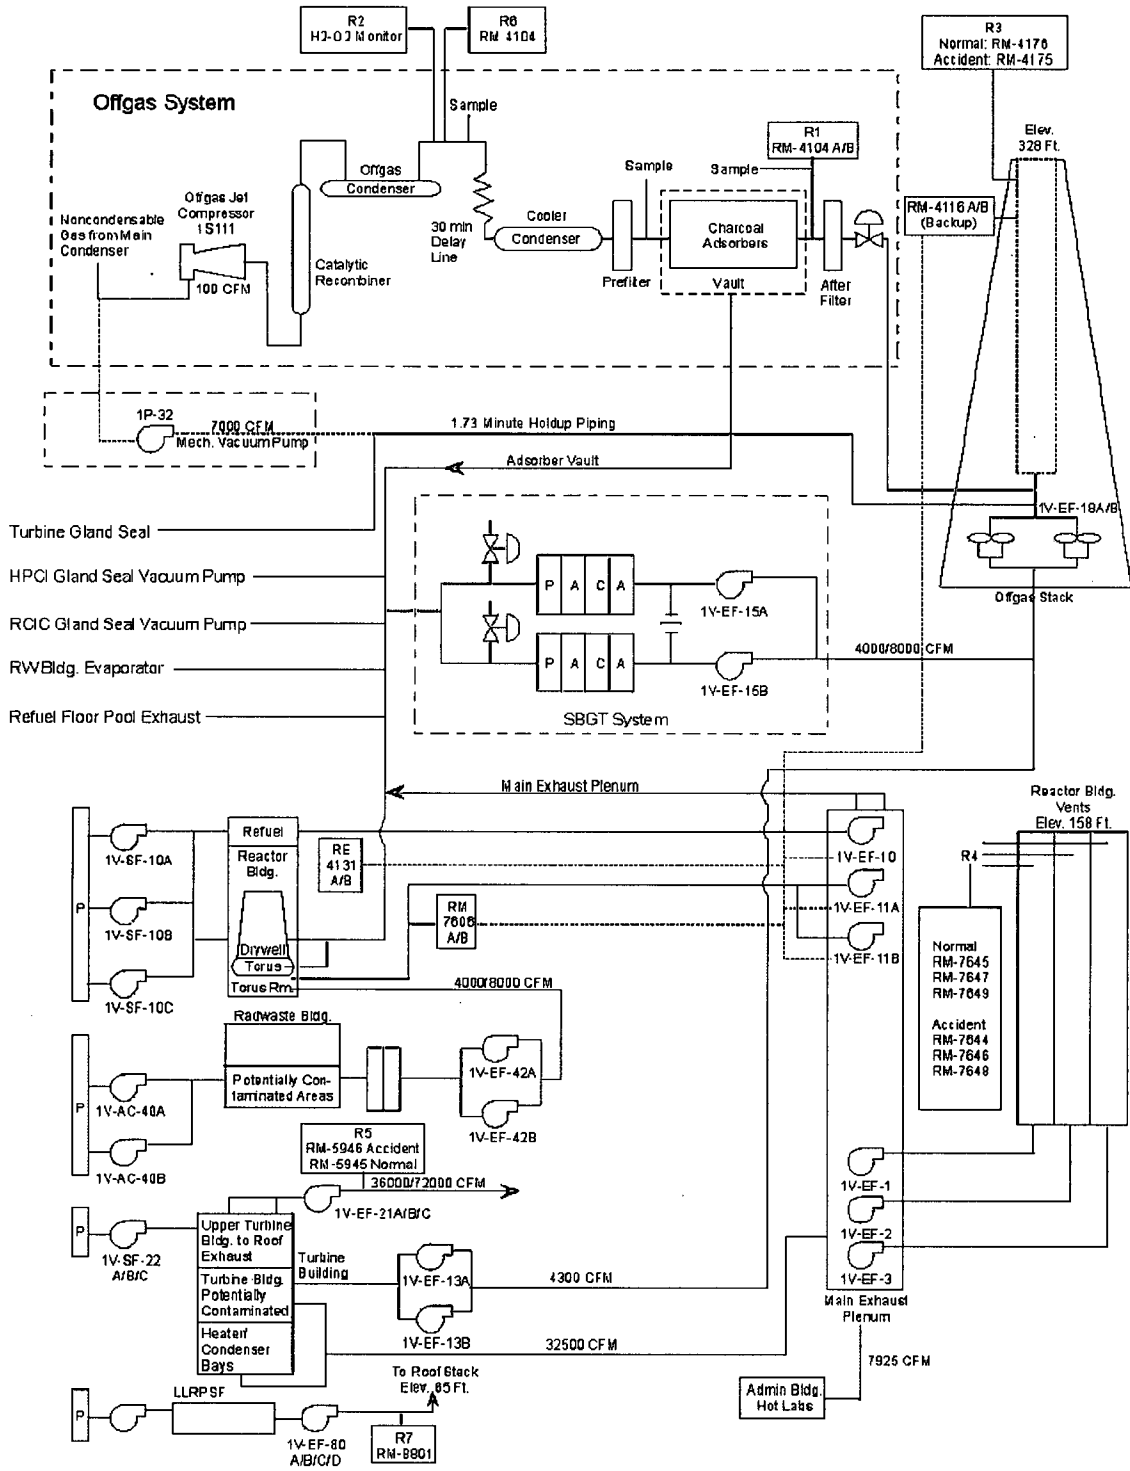 R2
H2-O2 Monitor
R6
RM-4104
R3
Normal: RM-4176
Accident: RM-4175
Offgas System
Sample
Elev.
328 Ft.
R1
RM-4104 A/B
Offgas
Condenser
Sample
Sample
Offgas Jet
Compressor
1S111
RM-4116 A/B
(Backup)
Noncondensable
Gas from Main
Condenser
30 min
Delay
Line
Cooler
Condenser
Charcoal
Adsorbers
Catalytic
Recombiner
100 CFM
Prefilter
Vault
After
Filter
1P-32
7000 CFM
Mech. Vacuum Pump
1.73 Minute Holdup Piping
Adsorber Vault
1V-EF-18A/B
Turbine Gland Seal
HPCI Gland Seal Vacuum Pump
P A C A
1V-EF-15A
Offgas Stack
RCIC Gland Seal Vacuum Pump
4000/8000 CFM
RW Bldg. Evaporator
P A C A
1V-EF-15B
Refuel Floor Pool Exhaust
SBGT System
Main Exhaust Plenum
Reactor Bldg.
Vents
Elev. 158 Ft.
Refuel
1V-SF-10A
Reactor
Bldg.
RE
4131
A/B
1V-EF-10
R4
P
RM
7606
A/B
1V-EF-11A
1V-SF-10B
Drywell
Torus
1V-EF-11B
Torus Rm.
4000/8000 CFM
1V-SF-10C
Normal
RM-7645
RM-7647
RM-7649
Accident
RM-7644
RM-7646
RM-7648
Radwaste Bldg.
Potentially Con-
taminated Areas
1V-EF-42A
P
1V-AC-40A
1V-EF-42B
R5
RM-5946 Accident
RM-5945 Normal
1V-AC-40B
36000/72000 CFM
1V-EF-1
1V-EF-21A/B/C
P
1V-SF-22
A/B/C
Upper Turbine
Bldg. to Roof
Exhaust
1V-EF-2
Turbine
Building
Turbine Bldg.
Potentially
Contaminated
1V-EF-13A
4300 CFM
1V-EF-3
Main Exhaust
Plenum
Heater/
Condenser
Bays
1V-EF-13B
32500 CFM
7925 CFM
To Roof Stack
Elev. 65 Ft.
LLRPSF
Admin Bldg.
Hot Labs
P
1V-EF-80
A/B/C/D
R7
RM-8801